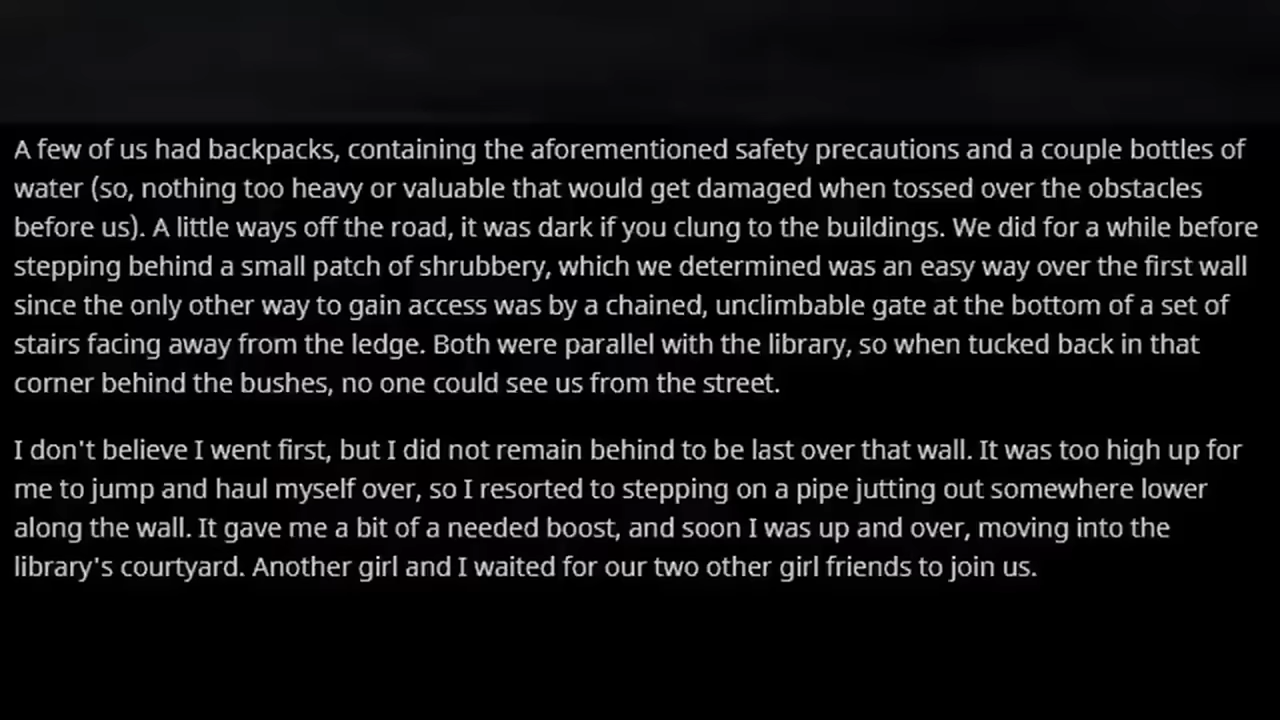 A few of us had backpacks, containing the aforementioned safety precautions and a couple bottles of
water (so, nothing too heavy or valuable that would get damaged when tossed over the obstacles
before us). A little ways off the road, it was dark if you clung to the buildings. We did for a while before
stepping behind a small patch of shrubbery, which we determined was an easy way over the first wall
since the only other way to gain access was by a chained, unclimbable gate at the bottom of a set of
stairs facing away from the ledge. Both were parallel with the library, so when tucked back in that
corner behind the bushes, no one could see us from the street.
I don't believe I went first, but I did not remain behind to be last over that wall. It was too high up for
me to jump and haul myself over, so I resorted to stepping on a pipe jutting out somewhere lower
along the wall. It gave me a bit of a needed boost, and soon I was up and over, moving into the
library's courtyard. Another girl and I waited for our two other girl friends to join us.